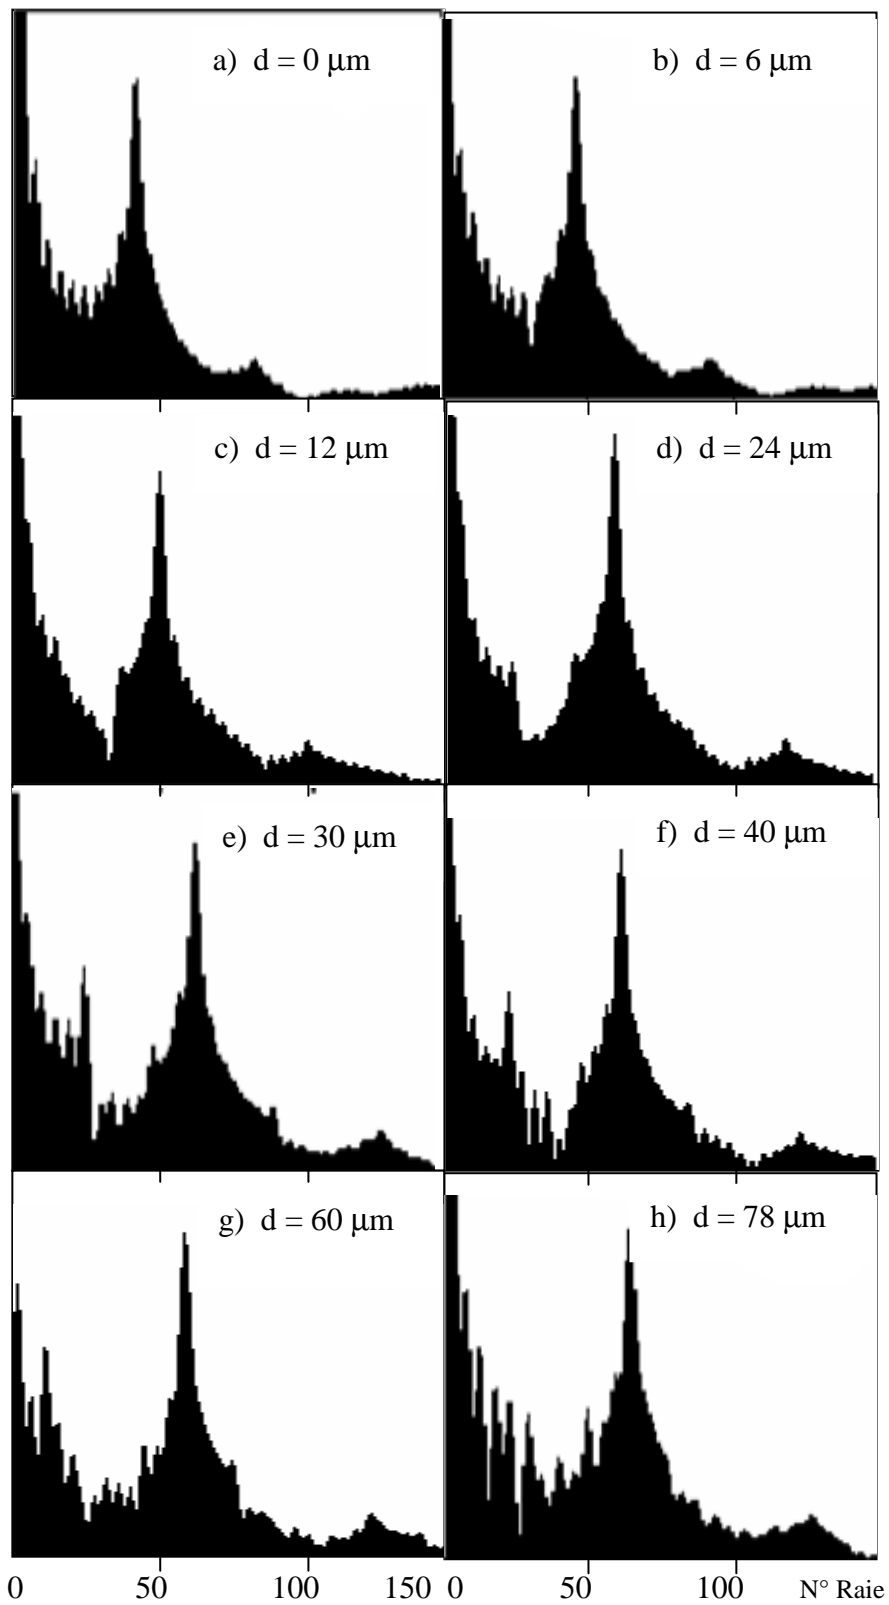 a) d = 0 μm
b) d = 6 μm
c) d = 12 μm
d) d = 24 μm
e) d = 30 μm
f) d = 40 μm
g) d = 60 μm
h) d = 78 μm
0 50 100 150 0 50 100 N° Raie